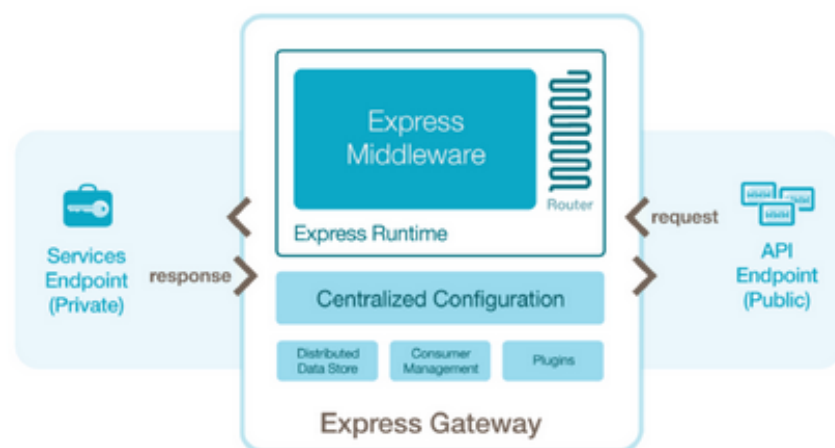 Express
Middleware
Router
Express Runtime
Services
Endpoint
(Private)
response
request
API
Endpoint
(Public)
Centralized Configuration
Distributed
Data Store
Consumer
Management
Plugins
Express Gateway